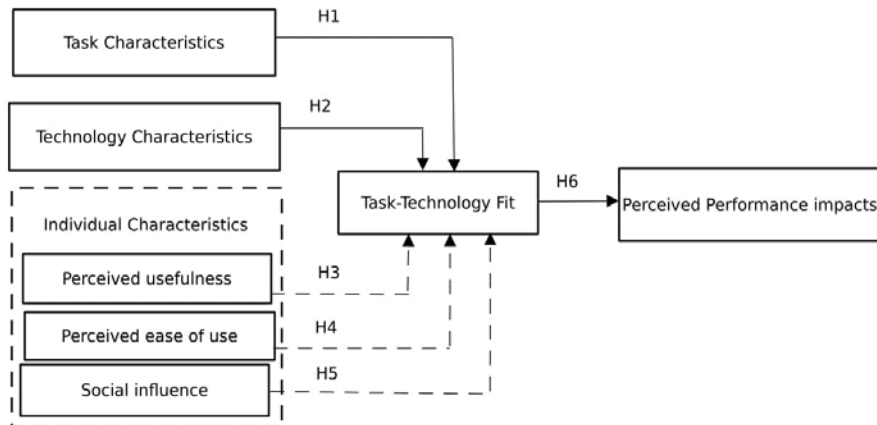 H1
Task Characteristics
H2
Technology Characteristics
H6
Task-Technology Fit
Perceived Performance impacts
Individual Characteristics
Perceived usefulness
H3
Perceived ease of use
H4
Social influence
H5